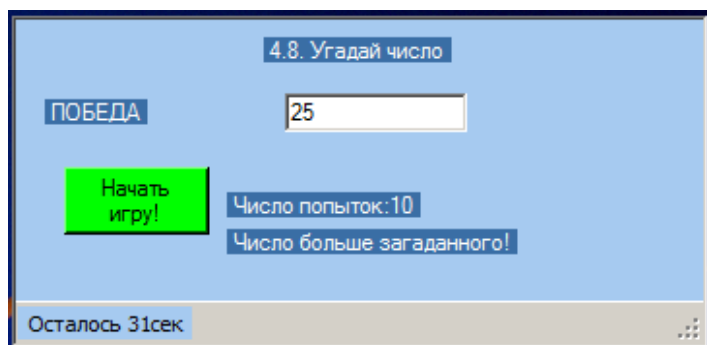 4.8. Угадай число
ПОБЕДА
25
Начать
игру!
Число попыток:10
Число больше загаданного!
Осталось 31сек